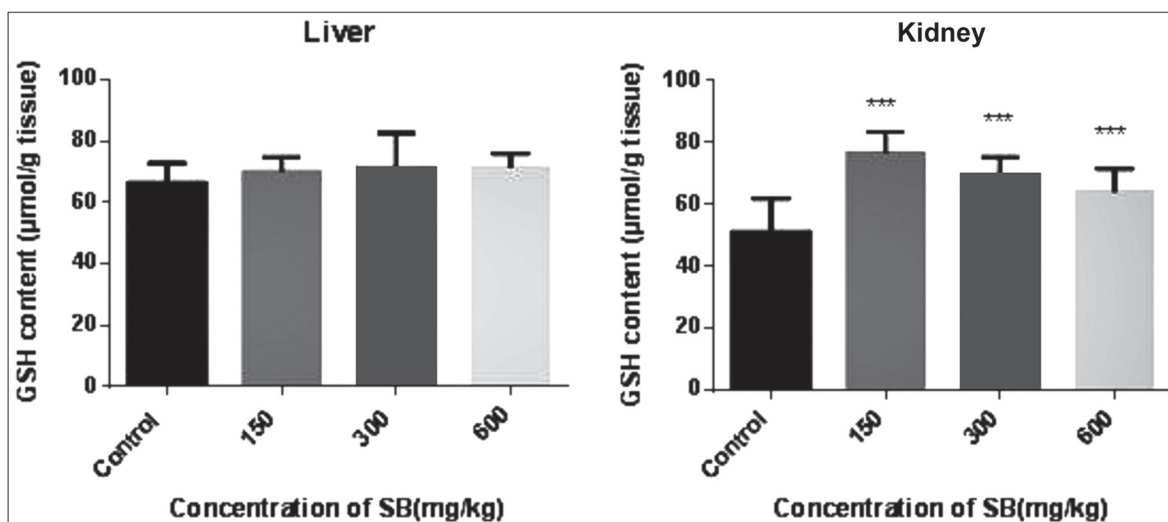 Liver
GSH content (µmol/g tissue)
100
80
60
40
20
0
Control
150
300
600
Concentration of SB(mg/kg)
Kidney
GSH content (µmol/g tissue)
100
80
60
40
20
0
***
***
***
Control
150
300
600
Concentration of SB(mg/kg)